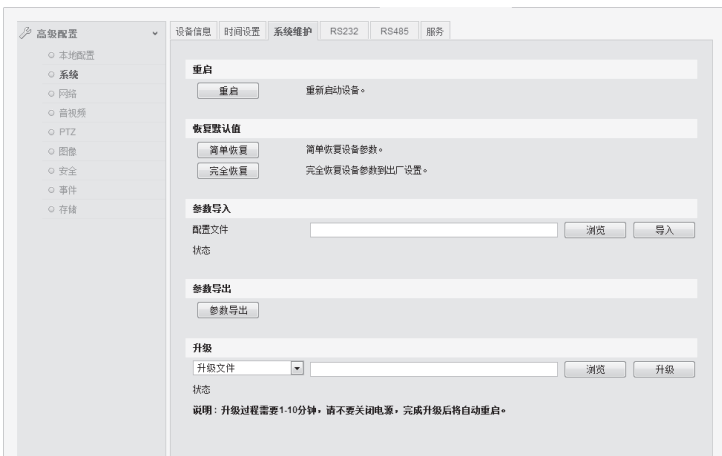 高级配置
本地配置
系统
网络
音视频
PTZ
图像
安全
事件
存储
设备信息 时间设置 系统维护 RS232 RS485 服务
重启
重启 重新启动设备。
恢复默认值
简单恢复 简单恢复设备参数。
完全恢复 完全恢复设备参数到出厂设置。
参数导入
配置文件 浏览 导入
状态
参数导出
参数导出
升级
升级文件 浏览 升级
状态
说明：升级过程需要1-10分钟，请不要关闭电源，完成升级后将自动重启。